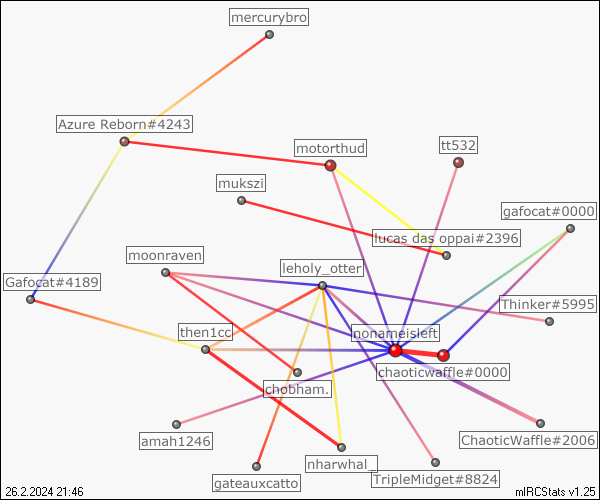 mercurybro
Azure Reborn#4243
motorthud
tt532
mukszi
gafocat#0000
lucas das oppai#2396
moonraven
leholy_otter
Gafocat#4189
Thinker#5995
then1cc
nonameisleft
chaoticwaffle#0000
chobham.
amah1246
ChaoticWaffle#2006
nharwhal_
gateauxcatto
TripleMidget#8824
26.2.2024 21:46
mIRCStats v1.25